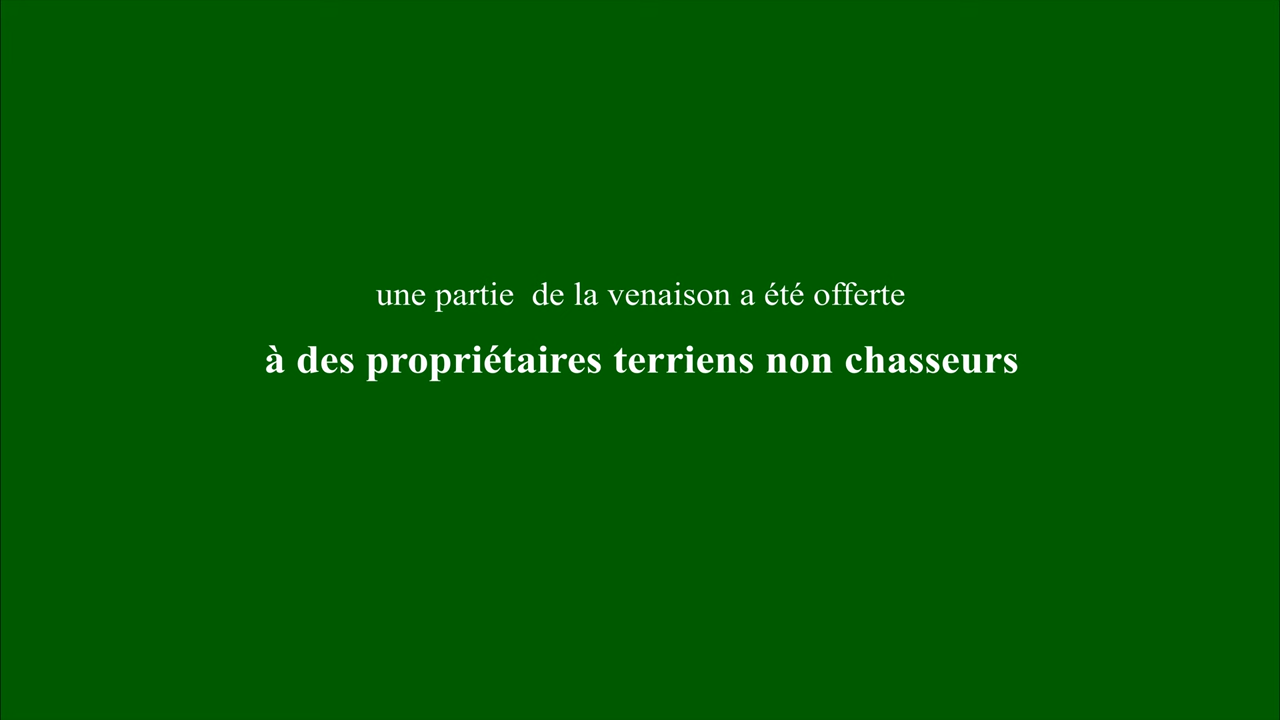 une partie  de la venaison a été offerte
à des propriétaires terriens non chasseurs